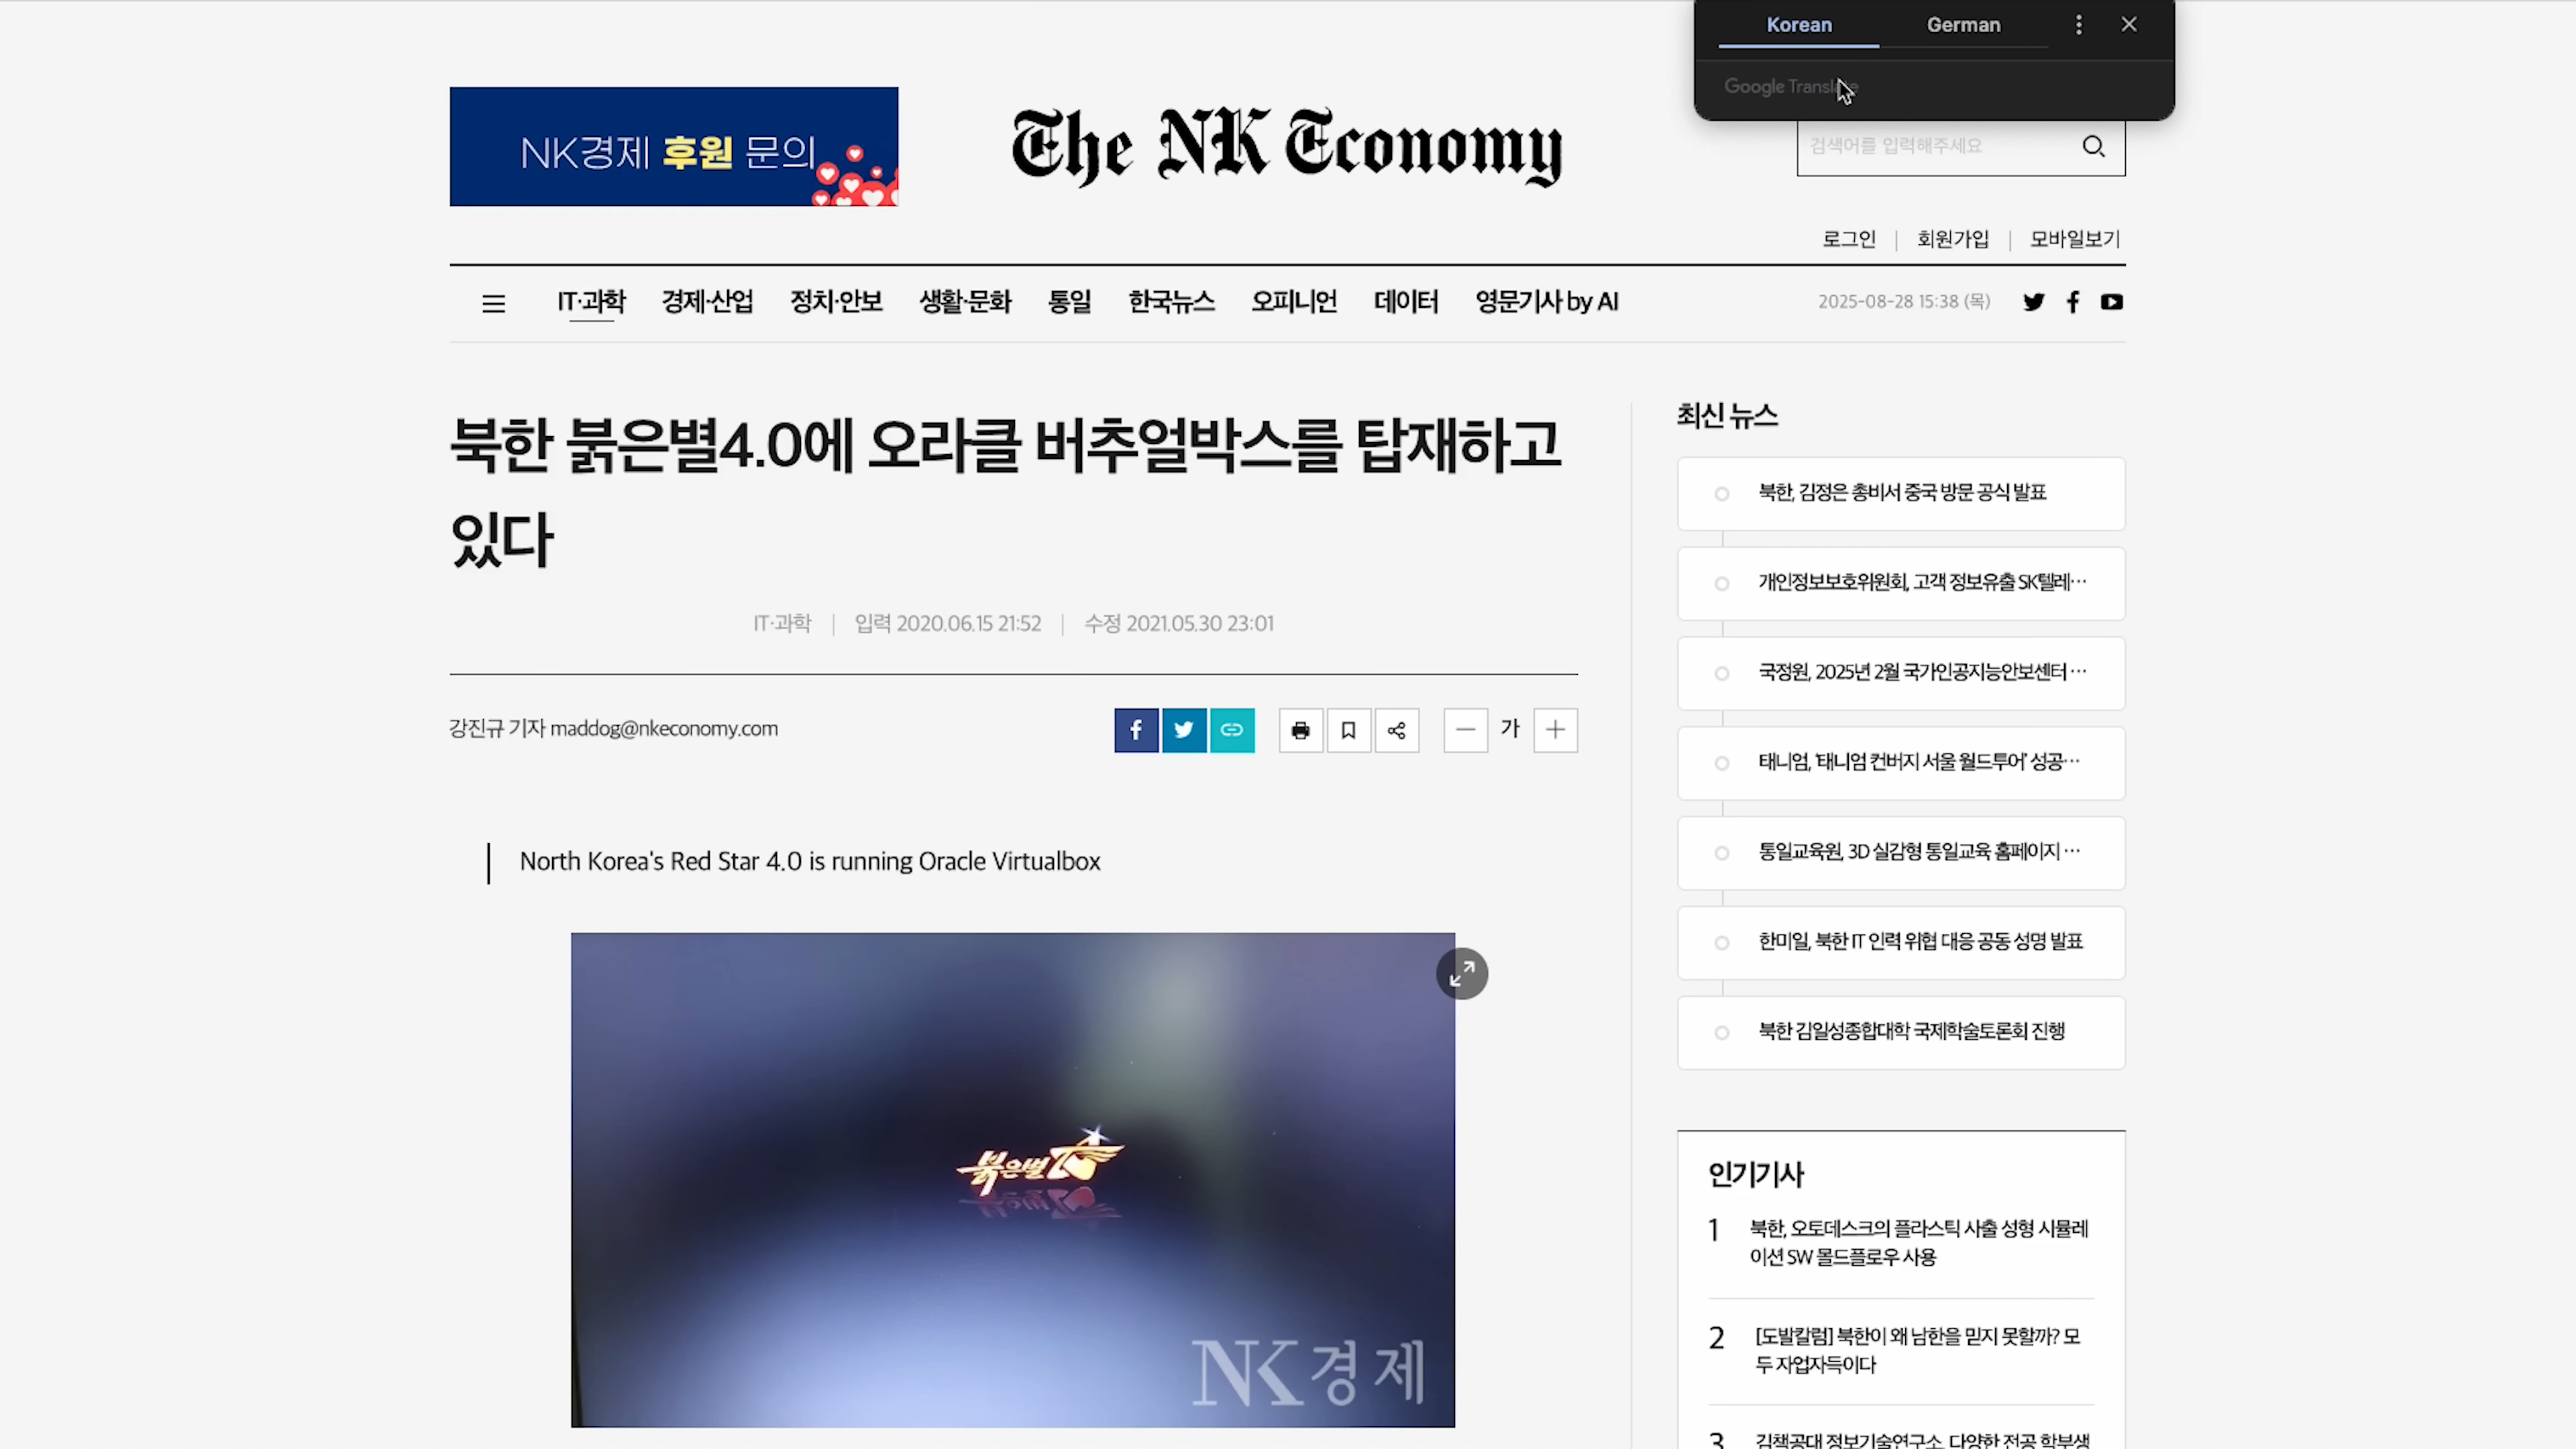 Korean
German
Google Translate
NK경제 후원 문의
The NK Economy
검색어를 입력해주세요
로그인 | 회원가입 | 모바일보기
IT·과학 경제·산업 정치·안보 생활·문화 통일 한국뉴스 오피니언 데이터 영문기사 by AI
2025-08-28 15:38 (목)
북한 붉은별4.0에 오라클 버추얼박스를 탑재하고
있다
IT·과학 | 입력 2020.06.15 21:52 | 수정 2021.05.30 23:01
강진규 기자 maddog@nkeconomy.com
가
North Korea's Red Star 4.0 is running Oracle Virtualbox
붉은별
NK경제
최신 뉴스
북한, 김정은 총비서 중국 방문 공식 발표
개인정보보호위원회, 고객 정보유출 SK텔레…
국정원, 2025년 2월 국가인공지능안보센터 …
태니엄, '태니엄 컨버지 서울 월드투어' 성공…
통일교육원, 3D 실감형 통일교육 홈페이지 …
한미일, 북한 IT 인력 위협 대응 공동 성명 발표
북한 김일성종합대학 국제학술토론회 진행
인기기사
1 북한, 오토데스크의 플라스틱 사출 성형 시뮬레
이션 SW 몰드플로우 사용
2 [도발칼럼] 북한이 왜 남한을 믿지 못할까? 모
두 자업자득이다
3 김책공대 정보기술연구소, 다양한 전공 학부생